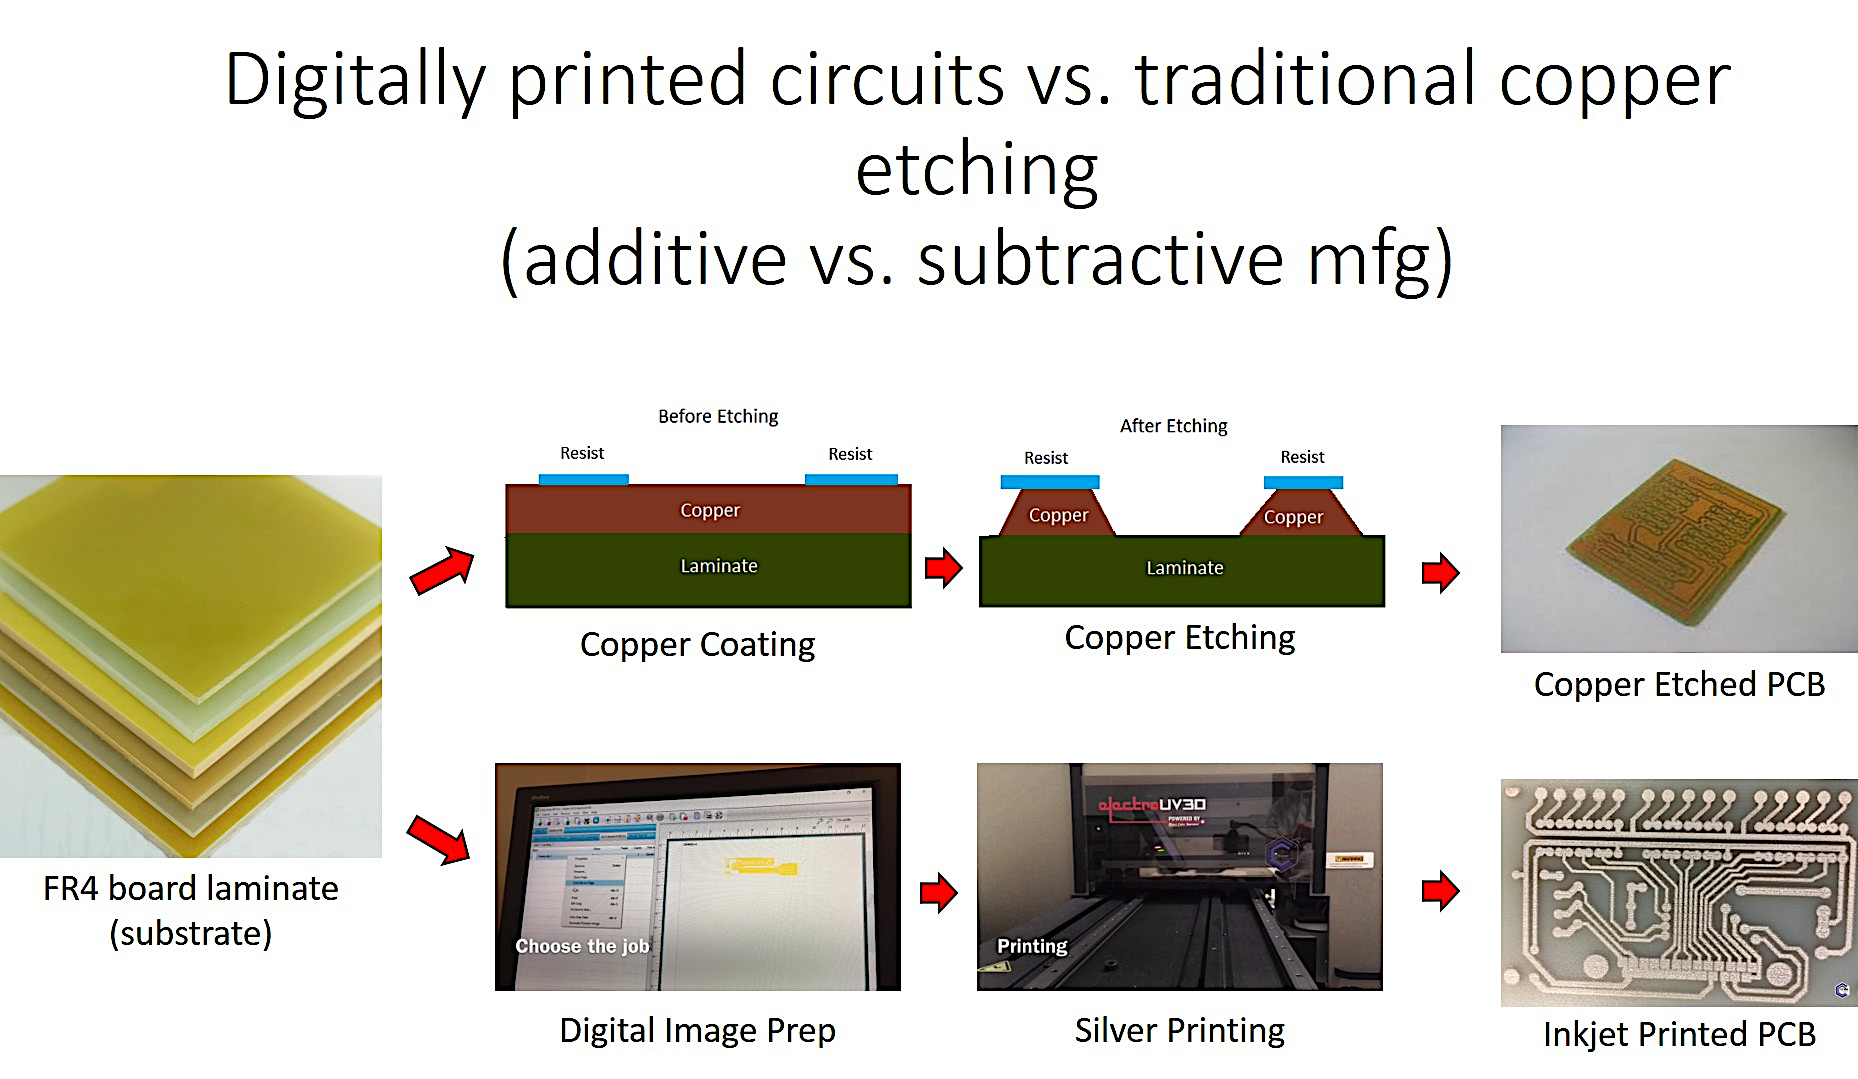 Digitally printed circuits vs. traditional copper
etching
(additive vs. subtractive mfg)
Before Etching
Resist
Resist
Copper
Laminate
Copper Coating
After Etching
Resist
Resist
Copper
Copper
Laminate
Copper Etching
Copper Etched PCB
FR4 board laminate
(substrate)
Choose the job
Digital Image Prep
electroUV3D
POWERED BY
Printing
Silver Printing
Inkjet Printed PCB